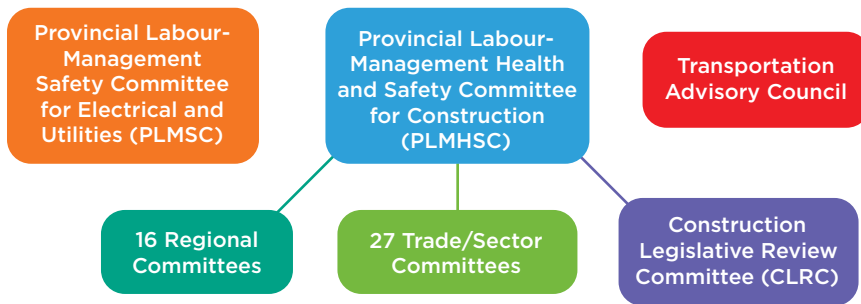 Provincial Labour-
Management
Safety Committee
for Electrical and
Utilities (PLMSC)
Provincial Labour-
Management Health
and Safety Committee
for Construction
(PLMHSC)
Transportation
Advisory Council
16 Regional
Committees
27 Trade/Sector
Committees
Construction
Legislative Review
Committee (CLRC)